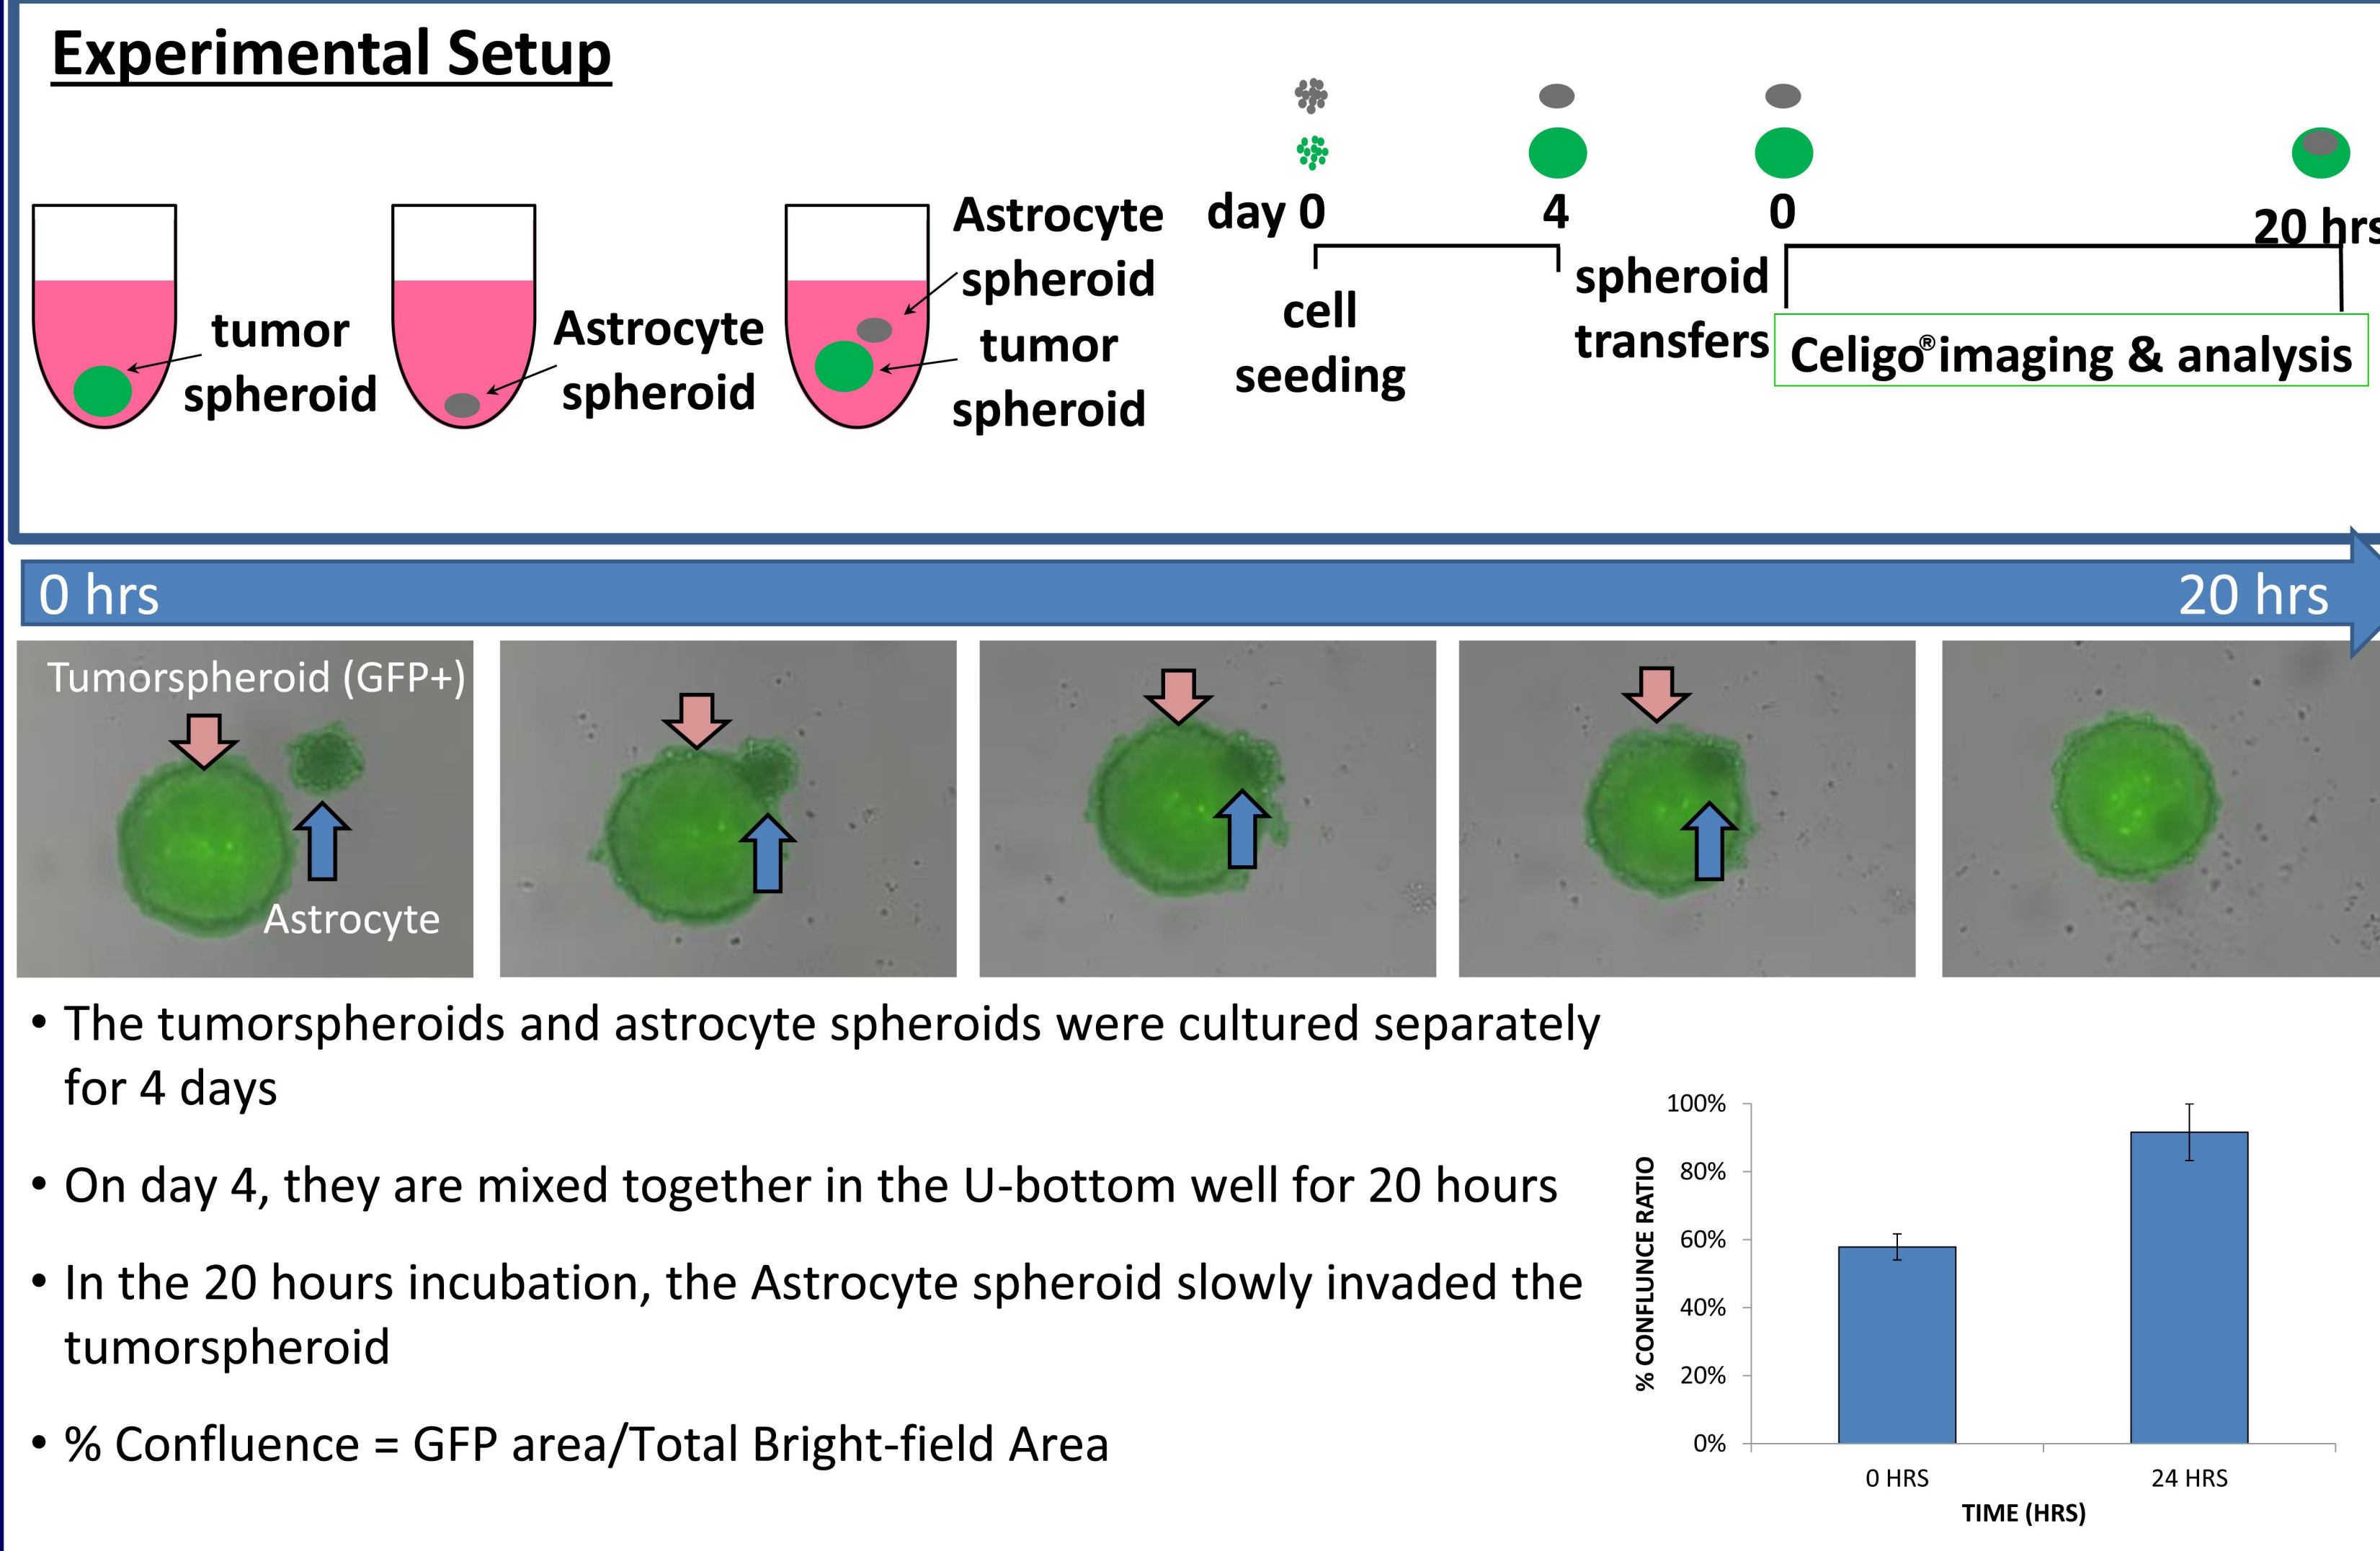 Experimental Setup
tumor
spheroid
Astrocyte
spheroid
Astrocyte
spheroid
tumor
spheroid
day 0
4
0
20 hrs
cell
seeding
spheroid
transfers
Celigo® imaging & analysis
0 hrs
20 hrs
Tumorspheroid (GFP+)
Astrocyte
• The tumorspheroids and astrocyte spheroids were cultured separately
for 4 days
• On day 4, they are mixed together in the U-bottom well for 20 hours
• In the 20 hours incubation, the Astrocyte spheroid slowly invaded the
tumorspheroid
• % Confluence = GFP area/Total Bright-field Area
% CONFLUNCE RATIO
100%
80%
60%
40%
20%
0%
0 HRS
24 HRS
TIME (HRS)